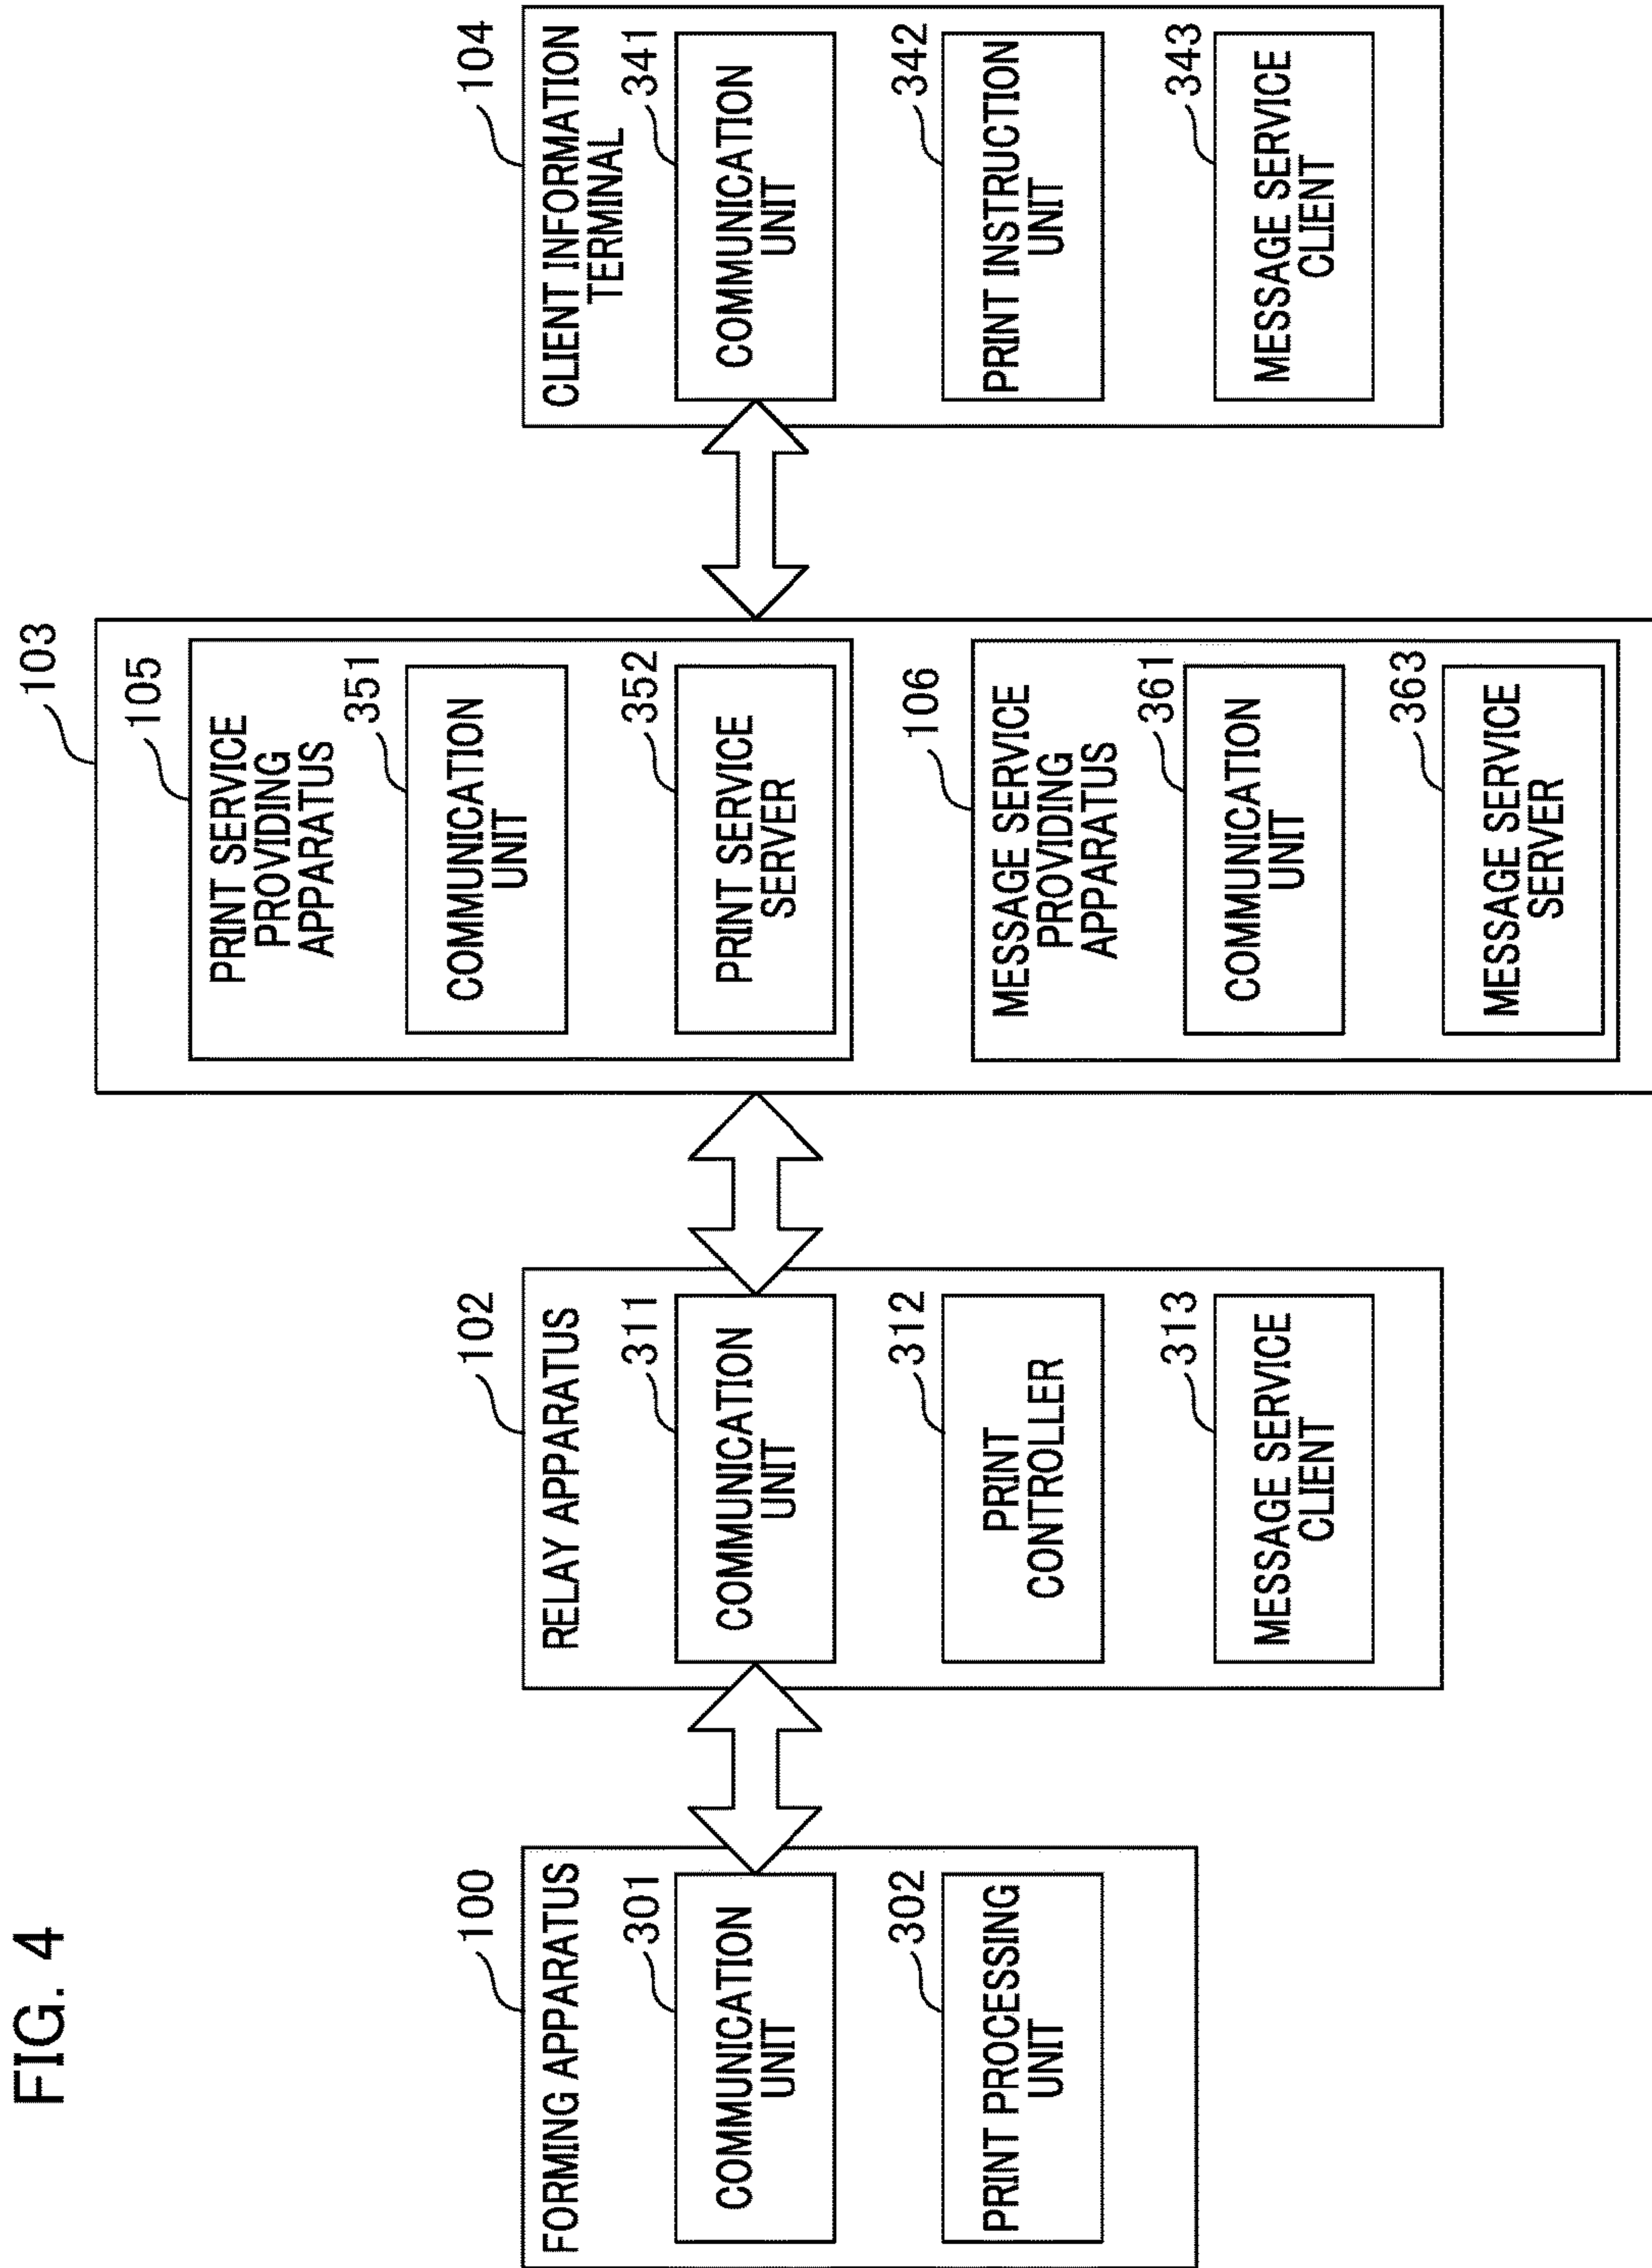 FIG. 4
100
FORMING APPARATUS
301
COMMUNICATION
UNIT
302
PRINT PROCESSING
UNIT
102
RELAY APPARATUS
311
COMMUNICATION
UNIT
312
PRINT
CONTROLLER
313
MESSAGE SERVICE
CLIENT
103
105
PRINT SERVICE
PROVIDING
APPARATUS
351
COMMUNICATION
UNIT
352
PRINT SERVICE
SERVER
106
MESSAGE SERVICE
PROVIDING
APPARATUS
361
COMMUNICATION
UNIT
363
MESSAGE SERVICE
SERVER
104
CLIENT INFORMATION
TERMINAL
341
COMMUNICATION
UNIT
342
PRINT INSTRUCTION
UNIT
343
MESSAGE SERVICE
CLIENT